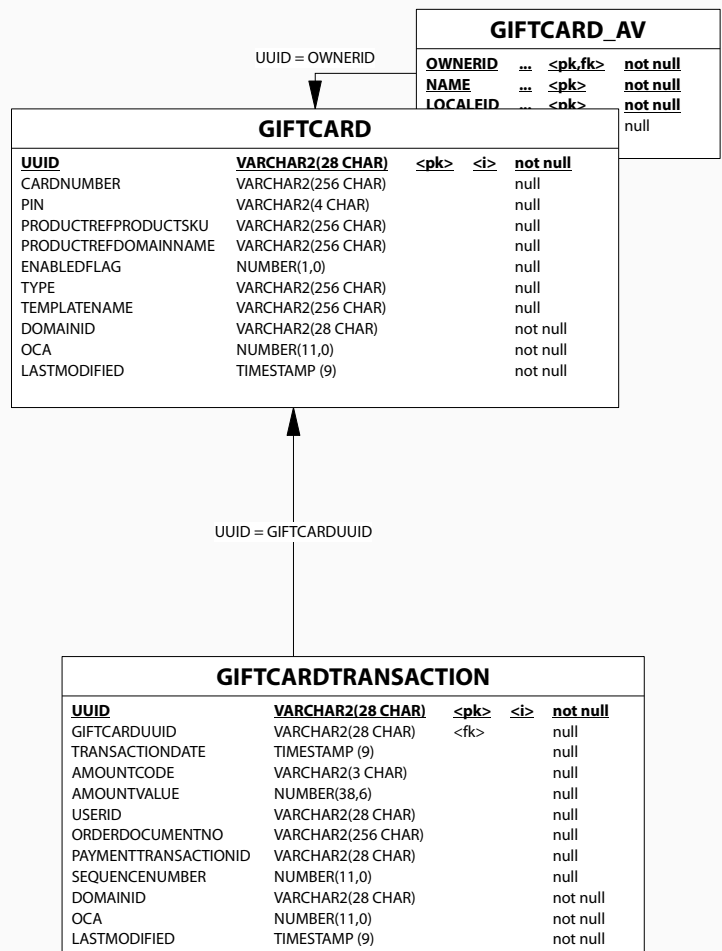 GIFTCARD_AV
UUID = OWNERID
OWNERID ... <pk,fk> not null
NAME ... <pk> not null
LOCALEID ... <pk> not null
null
GIFTCARD
UUID VARCHAR2(28 CHAR) <pk> <i> not null
CARDNUMBER VARCHAR2(256 CHAR) null
PIN VARCHAR2(4 CHAR) null
PRODUCTREFPRODUCTSKU VARCHAR2(256 CHAR) null
PRODUCTREFDOMAINNAME VARCHAR2(256 CHAR) null
ENABLEDFLAG NUMBER(1,0) null
TYPE VARCHAR2(256 CHAR) null
TEMPLATENAME VARCHAR2(256 CHAR) null
DOMAINID VARCHAR2(28 CHAR) not null
OCA NUMBER(11,0) not null
LASTMODIFIED TIMESTAMP (9) not null
UUID = GIFTCARDUUID
GIFTCARDTRANSACTION
UUID VARCHAR2(28 CHAR) <pk> <i> not null
GIFTCARDUUID VARCHAR2(28 CHAR) <fk> null
TRANSACTIONDATE TIMESTAMP (9) null
AMOUNTCODE VARCHAR2(3 CHAR) null
AMOUNTVALUE NUMBER(38,6) null
USERID VARCHAR2(28 CHAR) null
ORDERDOCUMENTNO VARCHAR2(256 CHAR) null
PAYMENTTRANSACTIONID VARCHAR2(28 CHAR) null
SEQUENCENUMBER NUMBER(11,0) null
DOMAINID VARCHAR2(28 CHAR) not null
OCA NUMBER(11,0) not null
LASTMODIFIED TIMESTAMP (9) not null